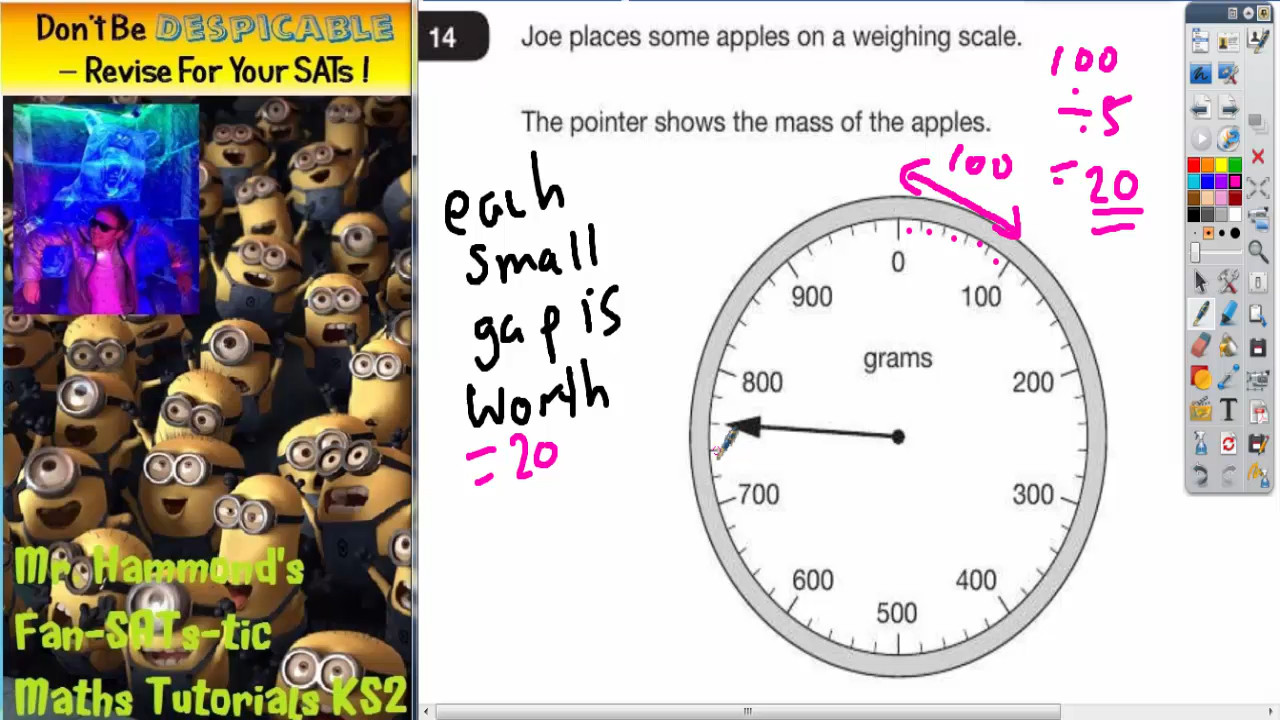 Don't Be DESPICABLE
– Revise For Your SATs !
Mr. Hammond's
Fan-SATs-tic
Maths Tutorials KS2
14
Joe places some apples on a weighing scale.
The pointer shows the mass of the apples.
each
small
gap is
worth
= 20
100
100
÷ 5
= 20
0
100
200
300
400
500
600
700
800
900
grams